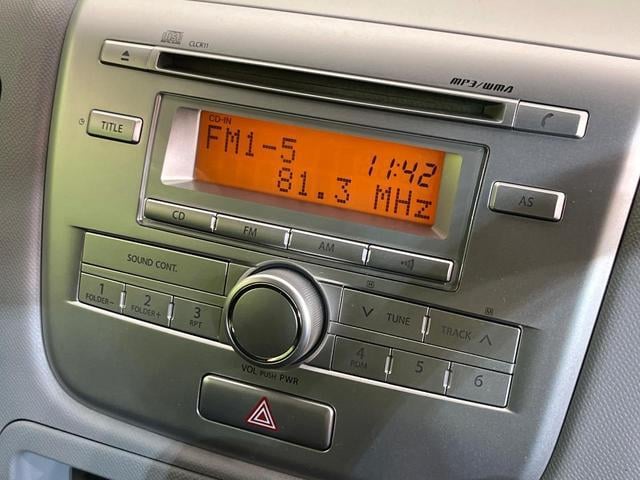 CLCR11
MP3/WMA
TITLE
CD-IN
FM1-5 11:42
81.3 MHz
AS
CD FM AM
SOUND CONT.
1 FOLDER−
2 FOLDER+
3 RPT
H
∨ TUNE
M
TRACK ∧
4 RDM
5
6
VOL PUSH PWR